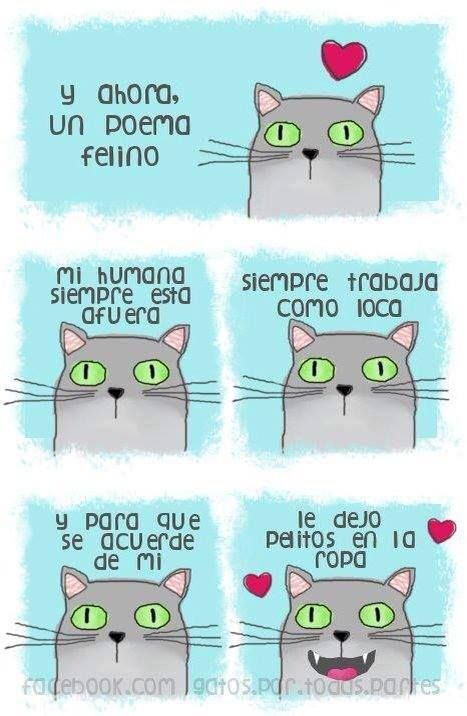 y ahora,
un poema
felino
mi humana
siempre esta
afuera
siempre trabaja
como loca
y para que
se acuerde
de mi
le dejo
pelitos en la
ropa
facebook.com gatos.por.todas.partes